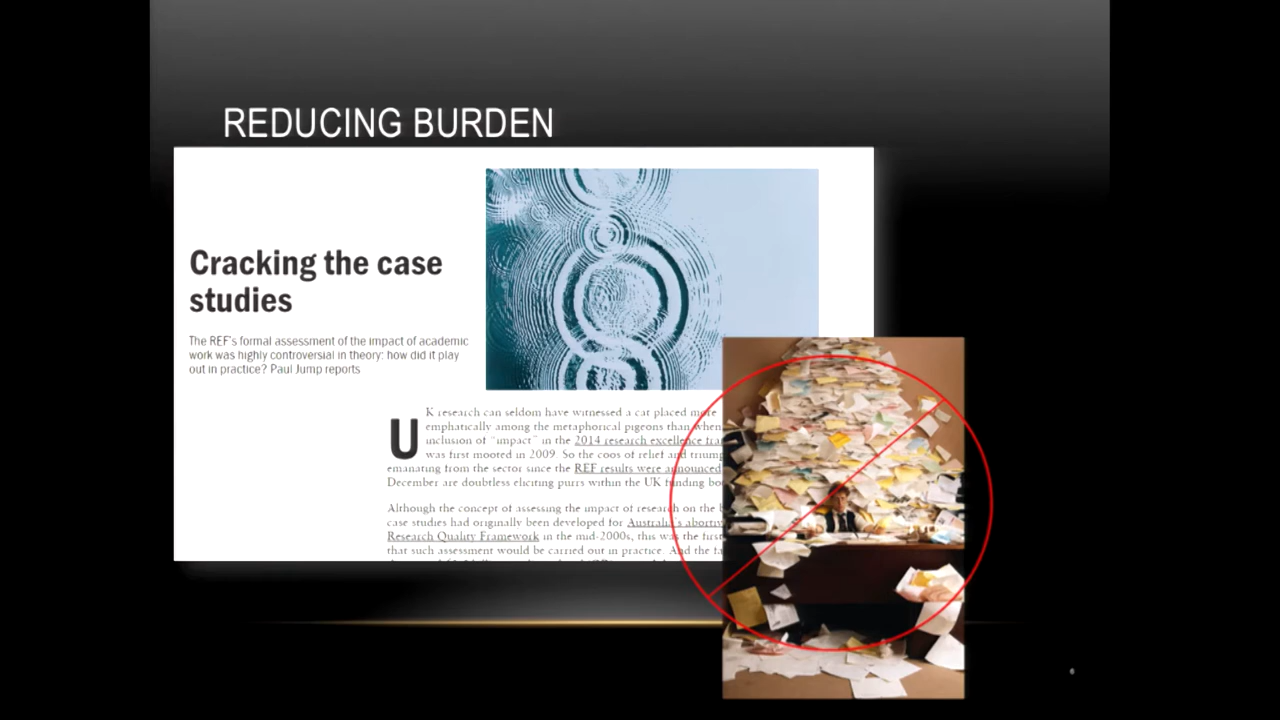 REDUCING BURDEN
Cracking the case
studies
The REF's formal assessment of the impact of academic
work was highly controversial in theory: how did it play
out in practice? Paul Jump reports
UK research can seldom have witnessed a cat placed more
emphatically among the metaphorical pigeons than when
inclusion of "impact" in the 2014 research excellence
was first mooted in 2009. So the coos of relief and
emanating from the sector since the REF results were announced
December are doubtless eliciting purrs within the UK funding
Although the concept of assessing the impact of research on the
case studies had originally been developed for Australia's
Research Quality Framework in the mid-2000s, this was the first
that such assessment would be carried out in practice. And the